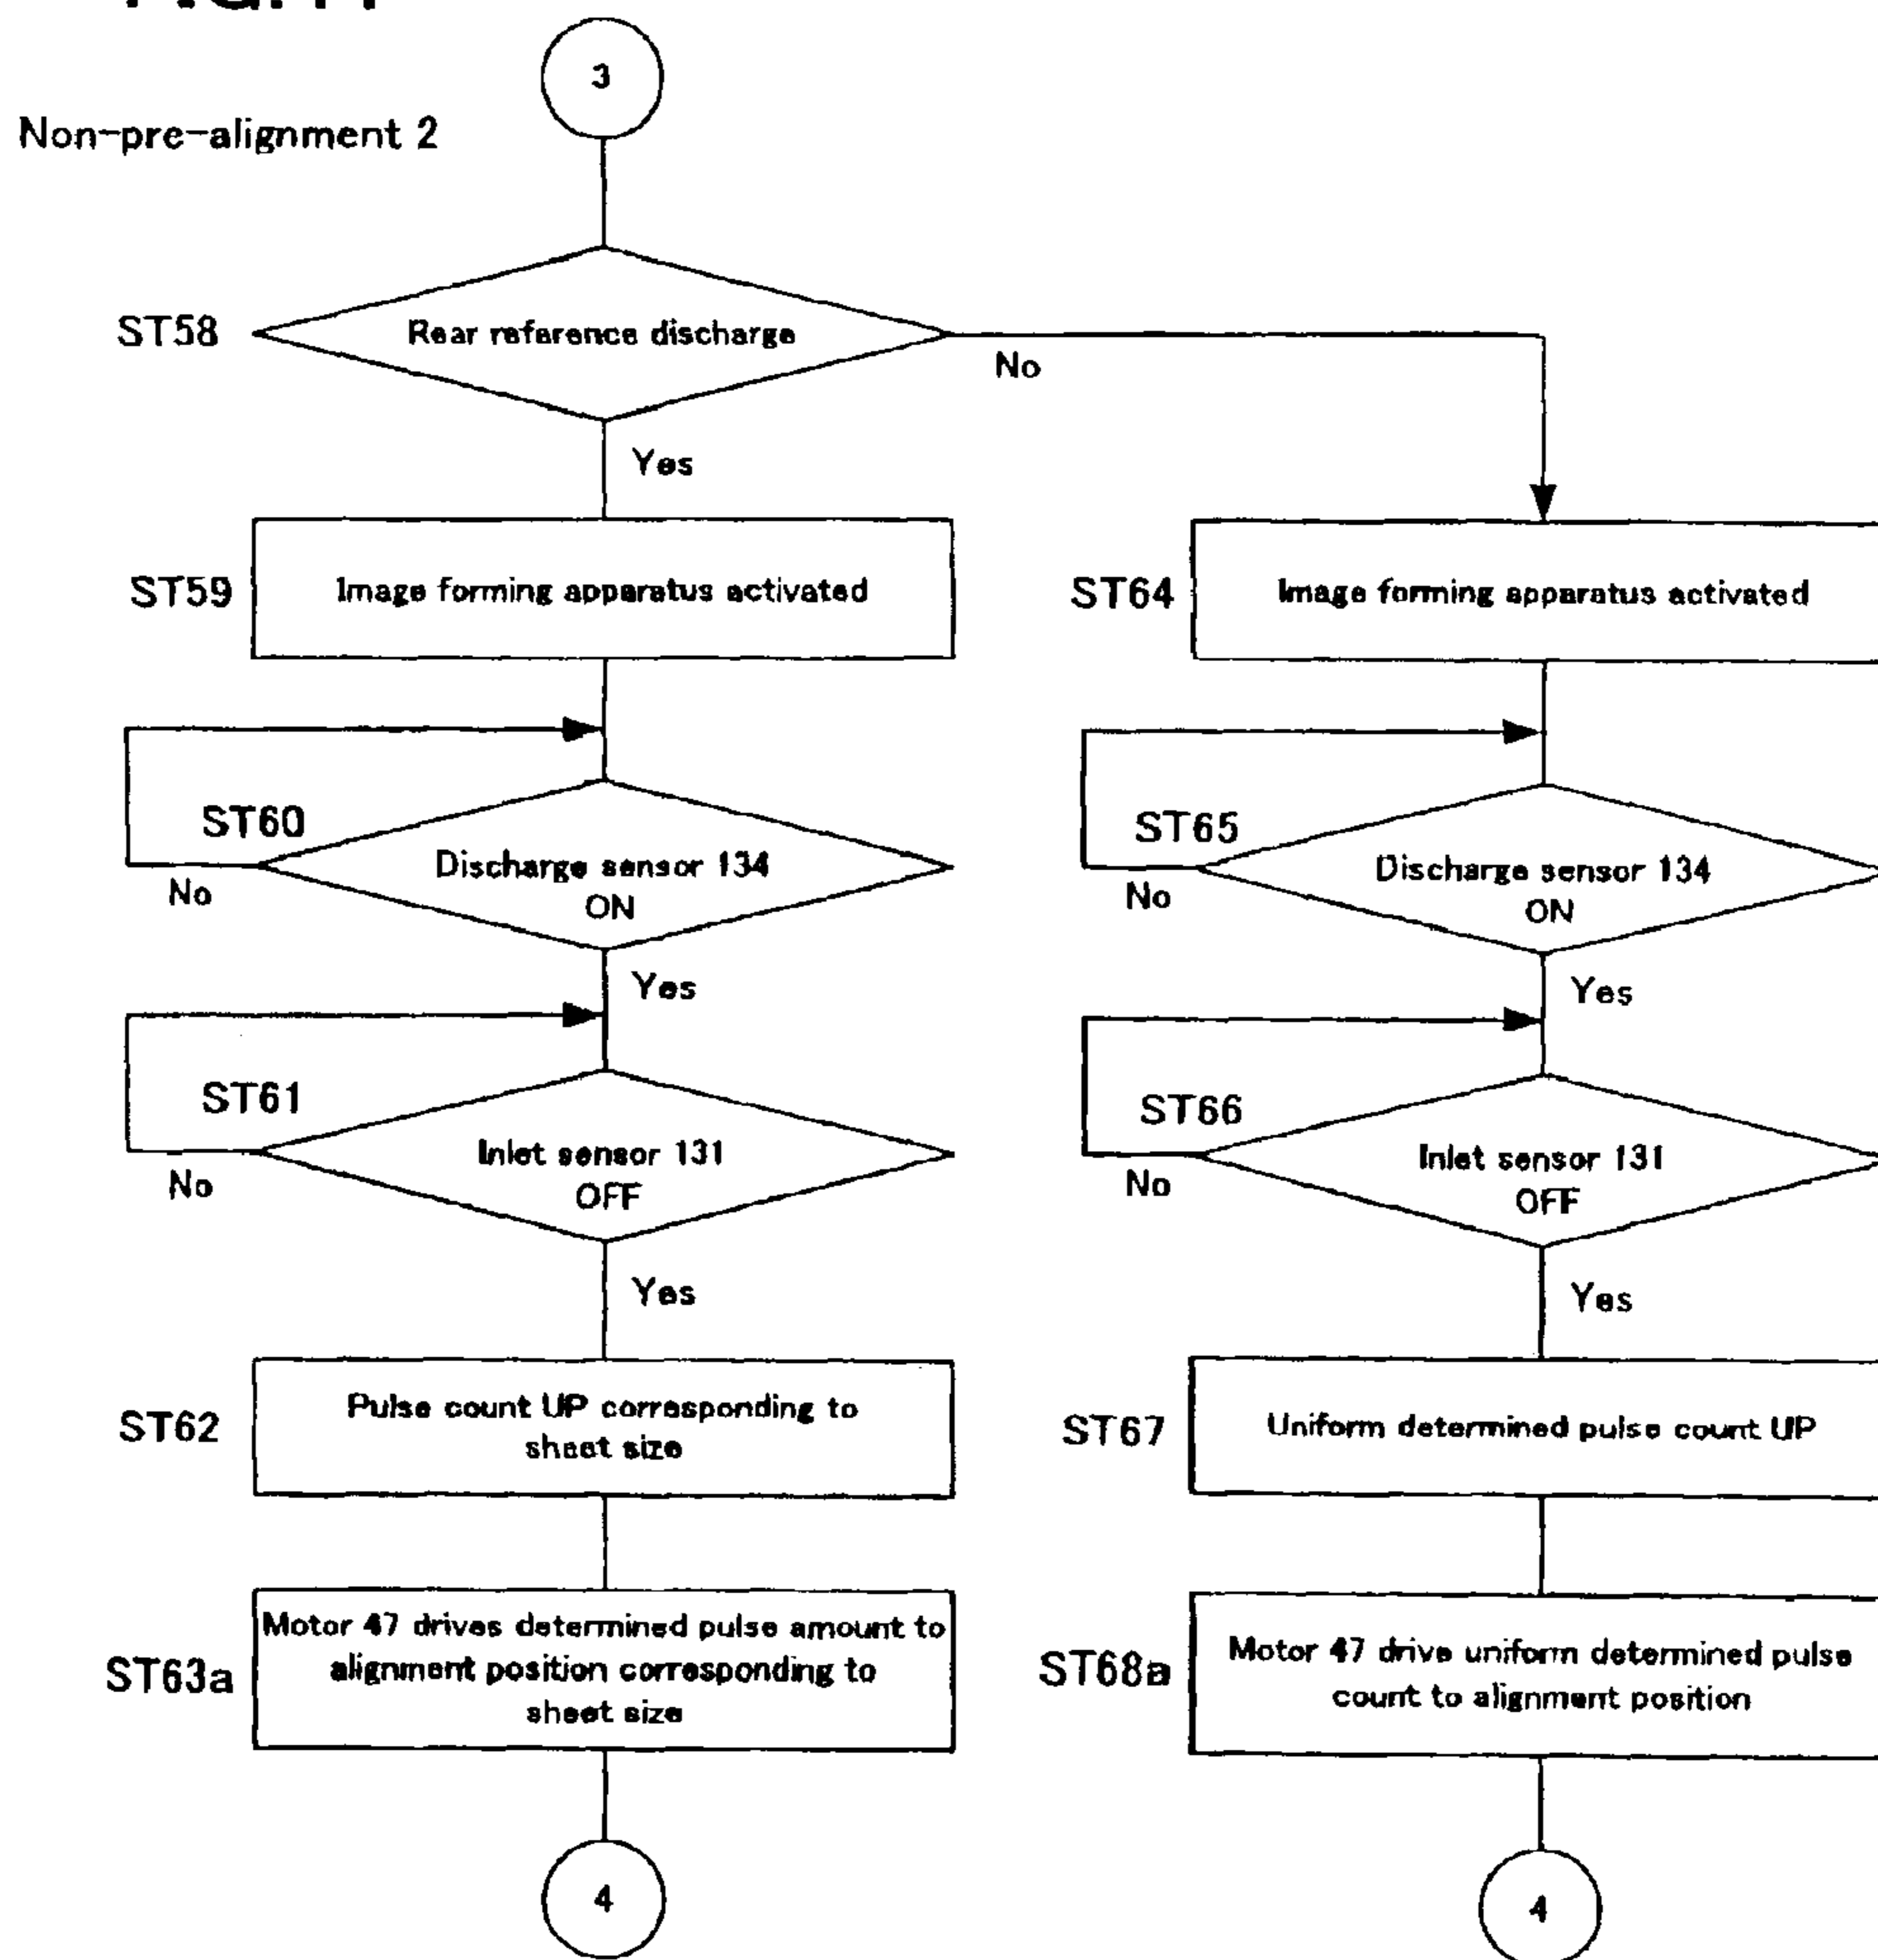 3
Non-pre-alignment 2
ST58
Rear reference discharge
No
Yes
ST59
Image forming apparatus activated
ST60
Discharge sensor 134
ON
No
Yes
ST61
Inlet sensor 131
OFF
No
Yes
ST62
Pulse count UP corresponding to
sheet size
ST63a
Motor 47 drives determined pulse amount to
alignment position corresponding to
sheet size
4
ST64
Image forming apparatus activated
ST65
Discharge sensor 134
ON
No
Yes
ST66
Inlet sensor 131
OFF
No
Yes
ST67
Uniform determined pulse count UP
ST68a
Motor 47 drive uniform determined pulse
count to alignment position
4